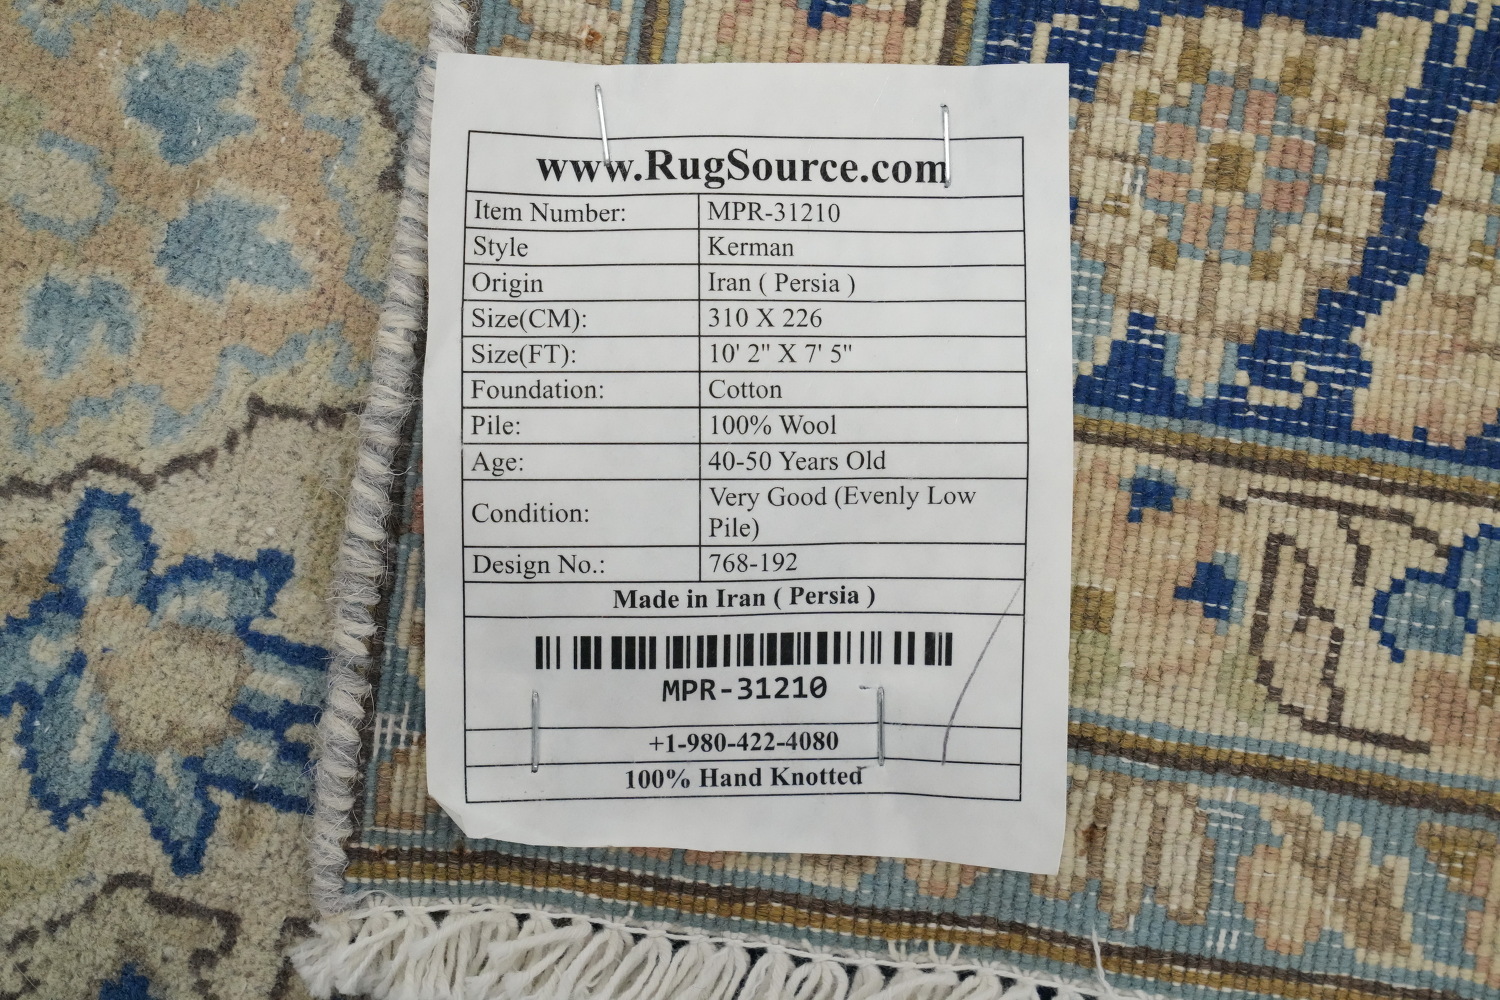 www.RugSource.com
Item Number: MPR-31210
Style Kerman
Origin Iran ( Persia )
Size(CM): 310 X 226
Size(FT): 10' 2" X 7' 5"
Foundation: Cotton
Pile: 100% Wool
Age: 40-50 Years Old
Condition: Very Good (Evenly Low
Pile)
Design No.: 768-192
Made in Iran ( Persia )
MPR-31210
+1-980-422-4080
100% Hand Knotted